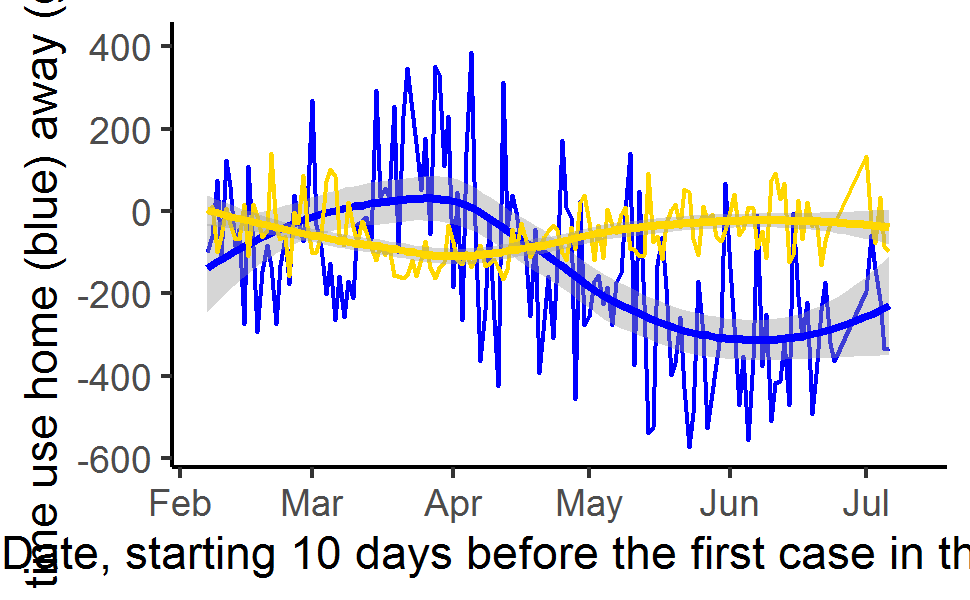 time use home (blue) away (
400
200
0
-200
-400
-600
Feb Mar Apr May Jun Jul
Date, starting 10 days before the first case in th